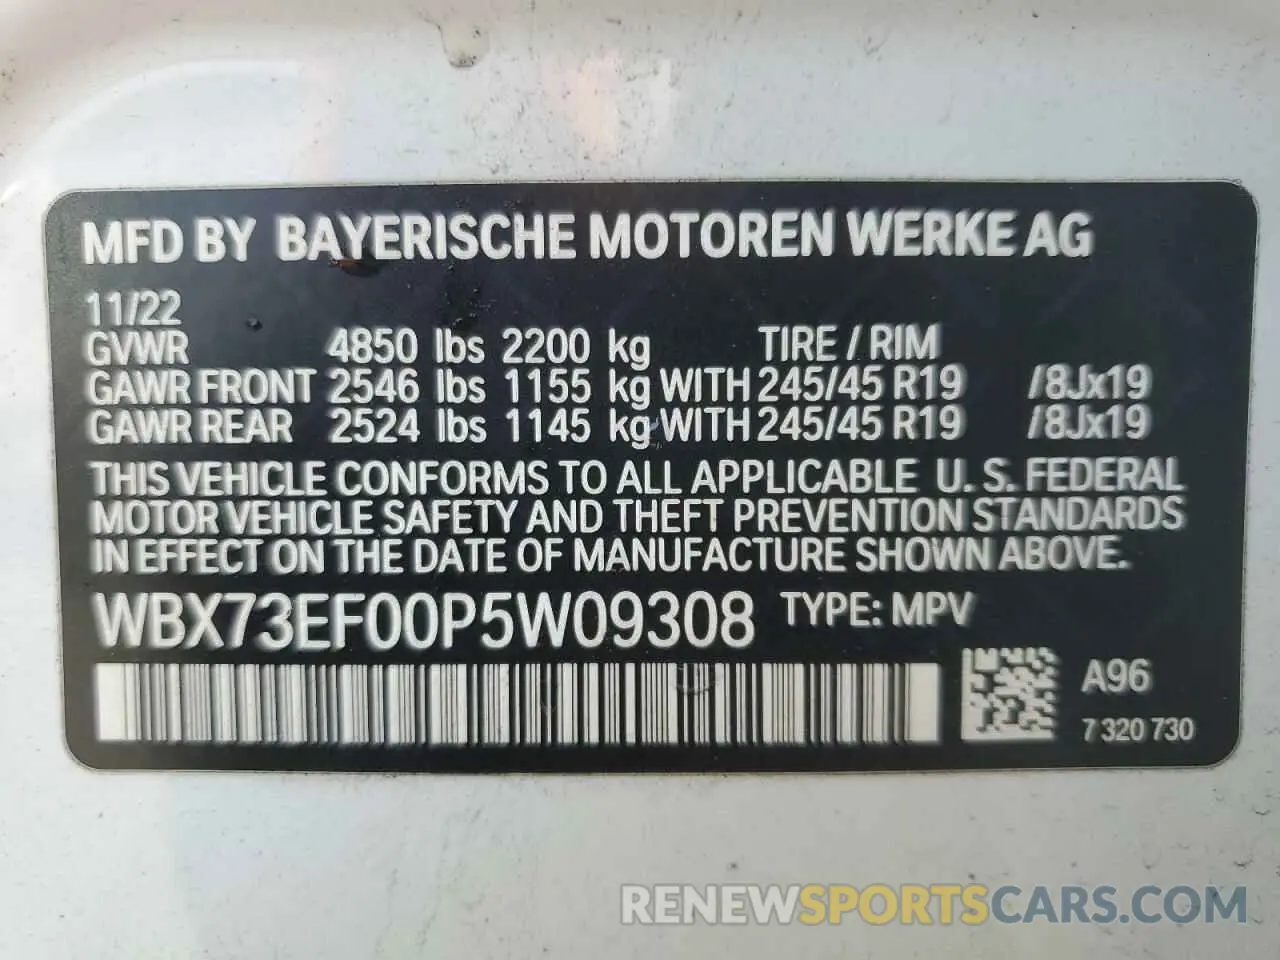 MFD BY BAYERISCHE MOTOREN WERKE AG
11/22
GVWR 4850 lbs 2200 kg TIRE / RIM
GAWR FRONT 2546 lbs 1155 kg WITH 245/45 R19 /8Jx19
GAWR REAR 2524 lbs 1145 kg WITH 245/45 R19 /8Jx19
THIS VEHICLE CONFORMS TO ALL APPLICABLE U.S. FEDERAL
MOTOR VEHICLE SAFETY AND THEFT PREVENTION STANDARDS
IN EFFECT ON THE DATE OF MANUFACTURE SHOWN ABOVE.
WBX73EF00P5W09308 TYPE: MPV
A96
7 320 730
RENEWSPORTSCARS.COM